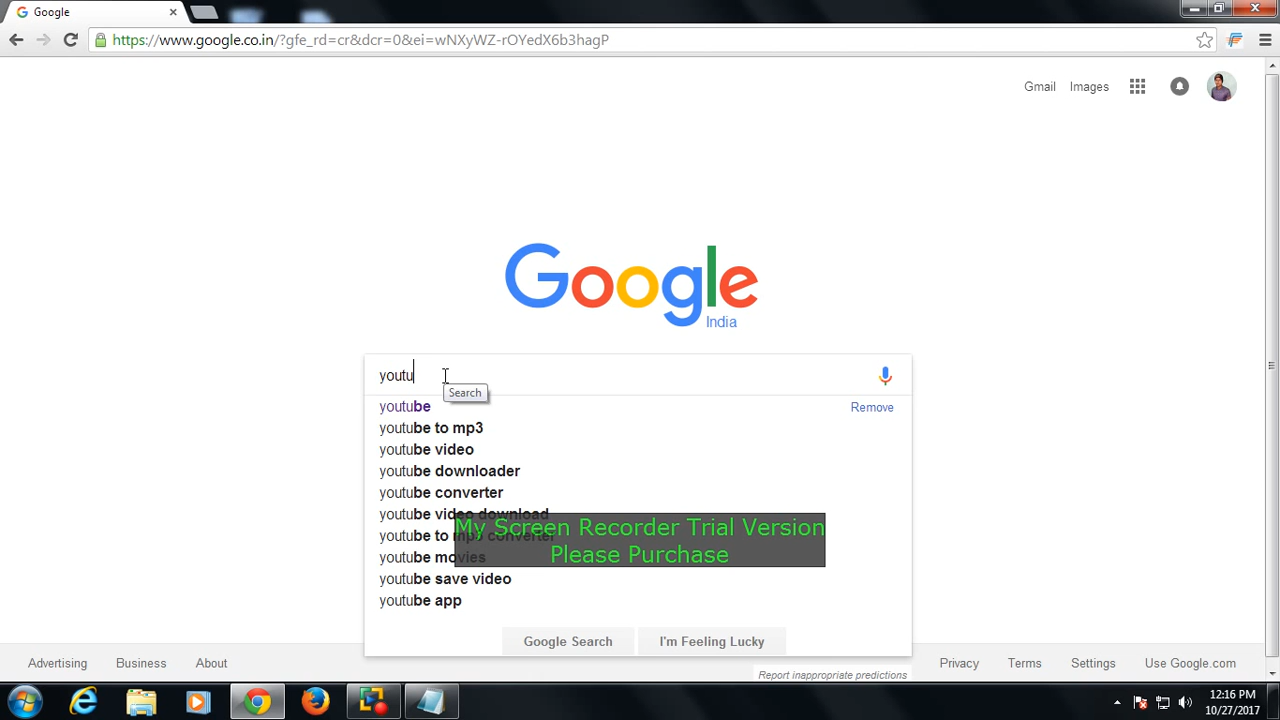 Google
https://www.google.co.in/?gfe_rd=cr&dcr=0&ei=wNXyWZ-rOYedX6b3hagP
Gmail Images
Google
India
youtu
Search
youtube Remove
youtube to mp3
youtube video
youtube downloader
youtube converter
youtube video download
youtube to mp3 converter
My Screen Recorder Trial Version
Please Purchase
youtube movies
youtube save video
youtube app
Google Search I'm Feeling Lucky
Advertising Business About Privacy Terms Settings Use Google.com
Report inappropriate predictions
12:16 PM
10/27/2017